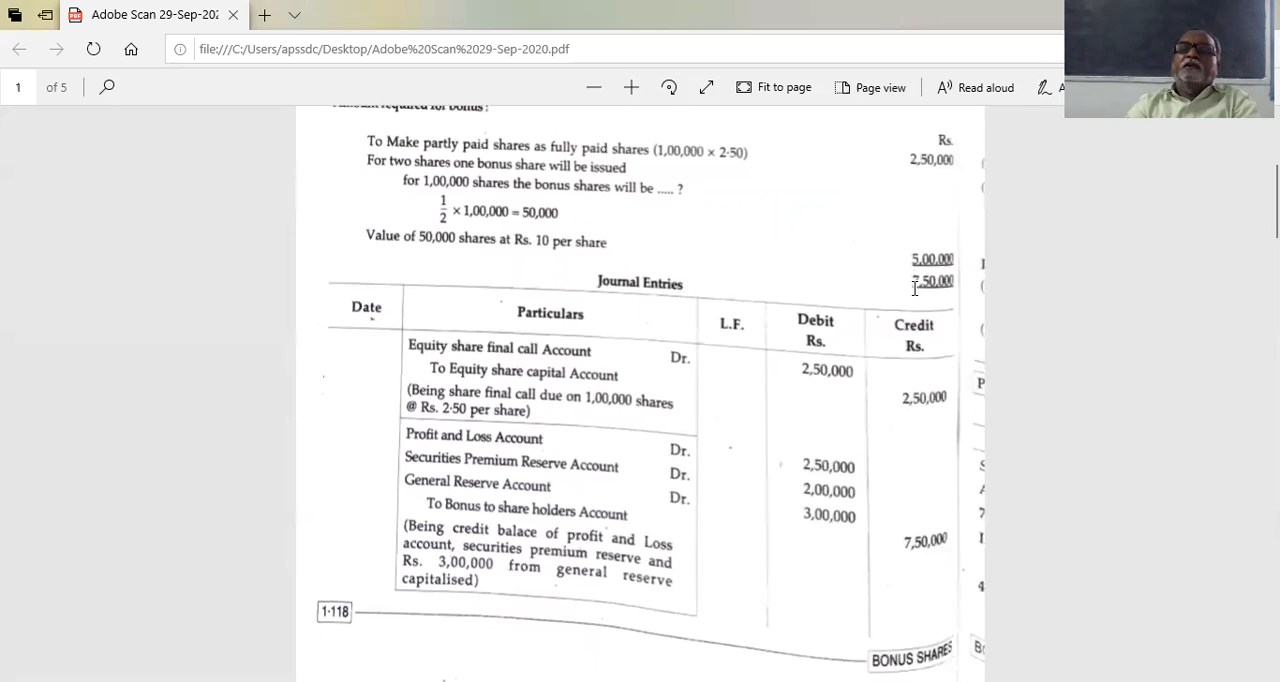 Adobe Scan 29-Sep-202
file:///C:/Users/apssdc/Desktop/Adobe%20Scan%2029-Sep-2020.pdf
1 of 5
Fit to page
Page view
Read aloud
Amount required for bonus :
Rs.
To Make partly paid shares as fully paid shares (1,00,000 × 2·50) 2,50,000
For two shares one bonus share will be issued
for 1,00,000 shares the bonus shares will be ..... ?
1/2 × 1,00,000 = 50,000
Value of 50,000 shares at Rs. 10 per share 5,00,000
7,50,000
Journal Entries
Date Particulars L.F. Debit Rs. Credit Rs.
Equity share final call Account Dr. 2,50,000
To Equity share capital Account 2,50,000
(Being share final call due on 1,00,000 shares
@ Rs. 2·50 per share)
Profit and Loss Account Dr. 2,50,000
Securities Premium Reserve Account Dr. 2,00,000
General Reserve Account Dr. 3,00,000
To Bonus to share holders Account 7,50,000
(Being credit balace of profit and Loss
account, securities premium reserve and
Rs. 3,00,000 from general reserve
capitalised)
1·118
BONUS SHARES